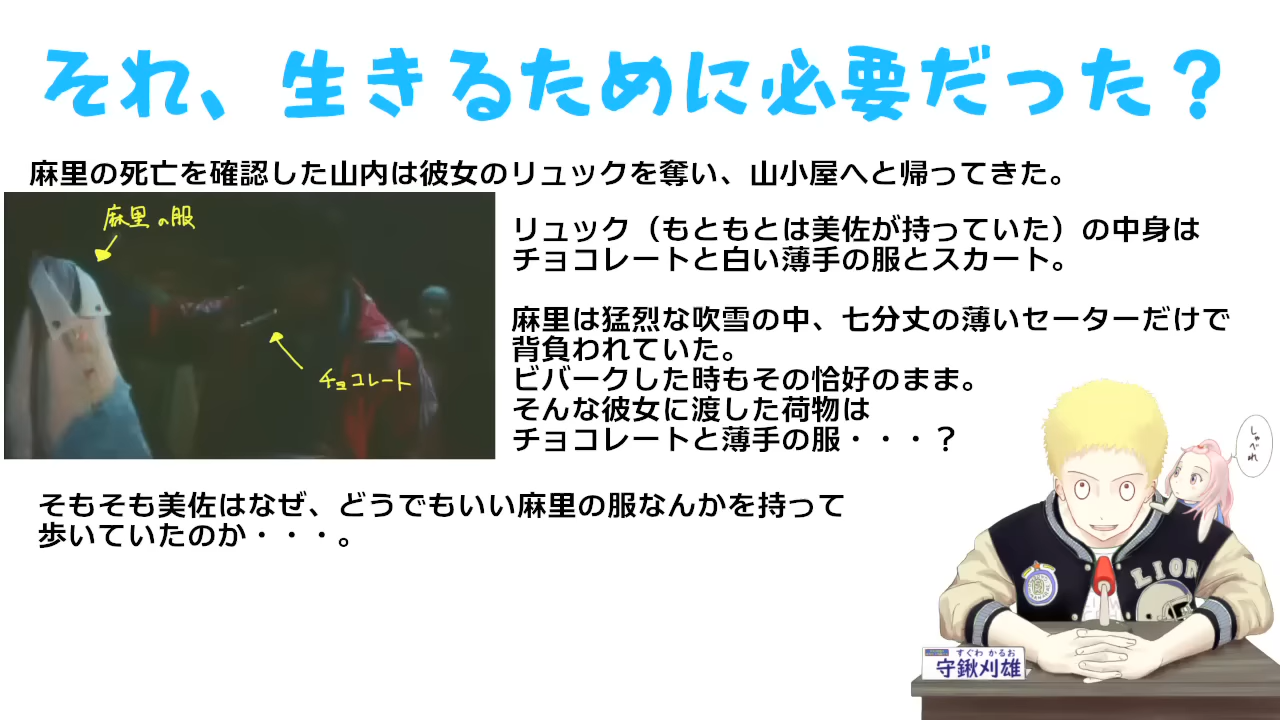 それ、生きるために必要だった？
麻里の死亡を確認した山内は彼女のリュックを奪い、山小屋へと帰ってきた。
麻里の服
チョコレート
リュック（もともとは美佐が持っていた）の中身は
チョコレートと白い薄手の服とスカート。
麻里は猛烈な吹雪の中、七分丈の薄いセーターだけで
背負われていた。
ビバークした時もその恰好のまま。
そんな彼女に渡した荷物は
チョコレートと薄手の服・・・？
そもそも美佐はなぜ、どうでもいい麻里の服なんかを持って
歩いていたのか・・・。
しゃべれ
LION
すぐわ かるお
守鍬刈雄